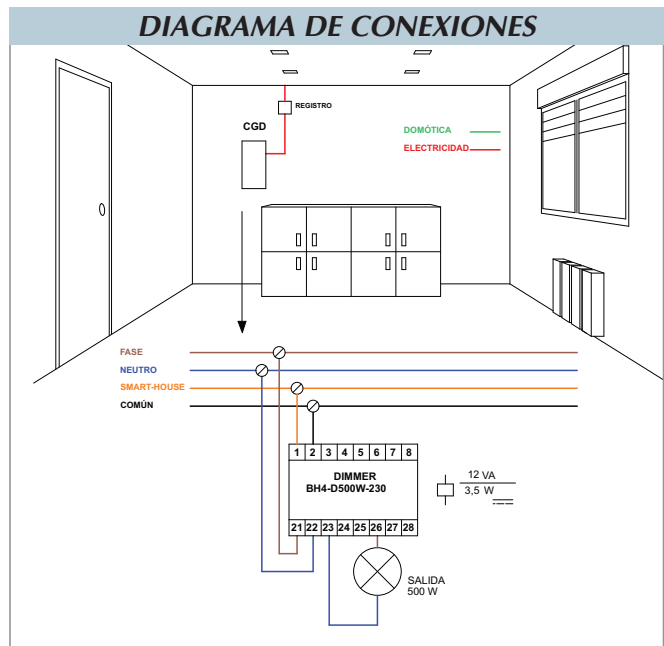 DIAGRAMA DE CONEXIONES
REGISTRO
CGD
DOMÓTICA
ELECTRICIDAD
FASE
NEUTRO
SMART-HOUSE
COMÚN
1 2 3 4 5 6 7 8
DIMMER
BH4-D500W-230
12 VA
3,5 W
21 22 23 24 25 26 27 28
SALIDA
500 W